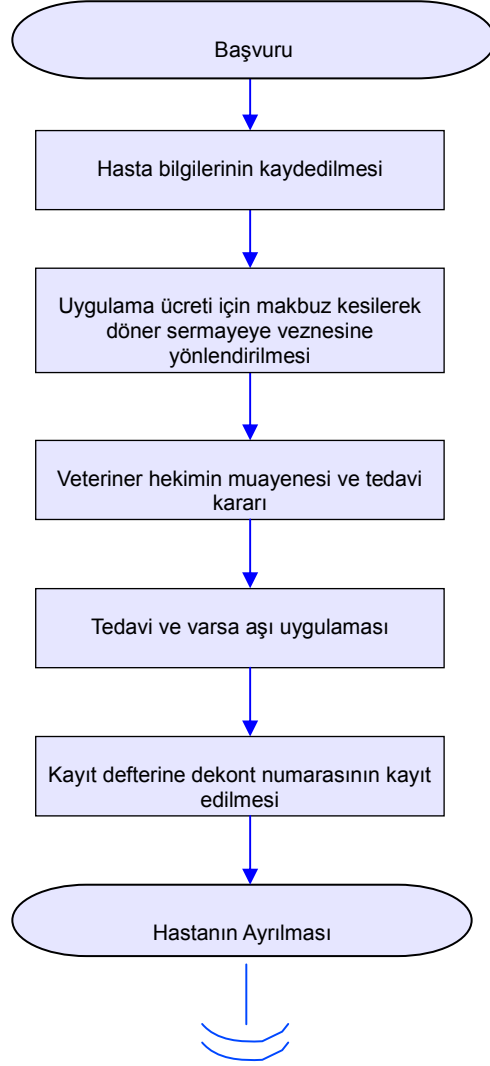 Başvuru
Hasta bilgilerinin kaydedilmesi
Uygulama ücreti için makbuz kesilerek
döner sermayeye veznesine
yönlendirilmesi
Veteriner hekimin muayenesi ve tedavi
kararı
Tedavi ve varsa aşı uygulaması
Kayıt defterine dekont numarasının kayıt
edilmesi
Hastanın Ayrılması